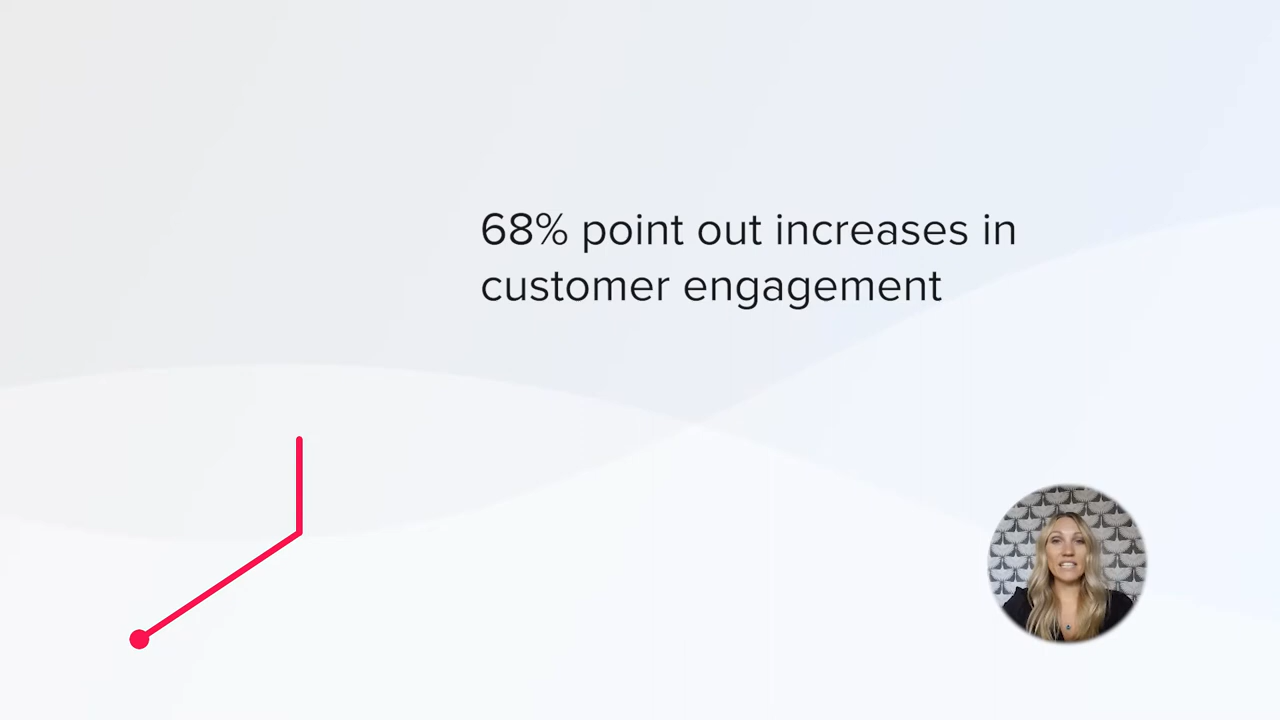 68% point out increases in
customer engagement